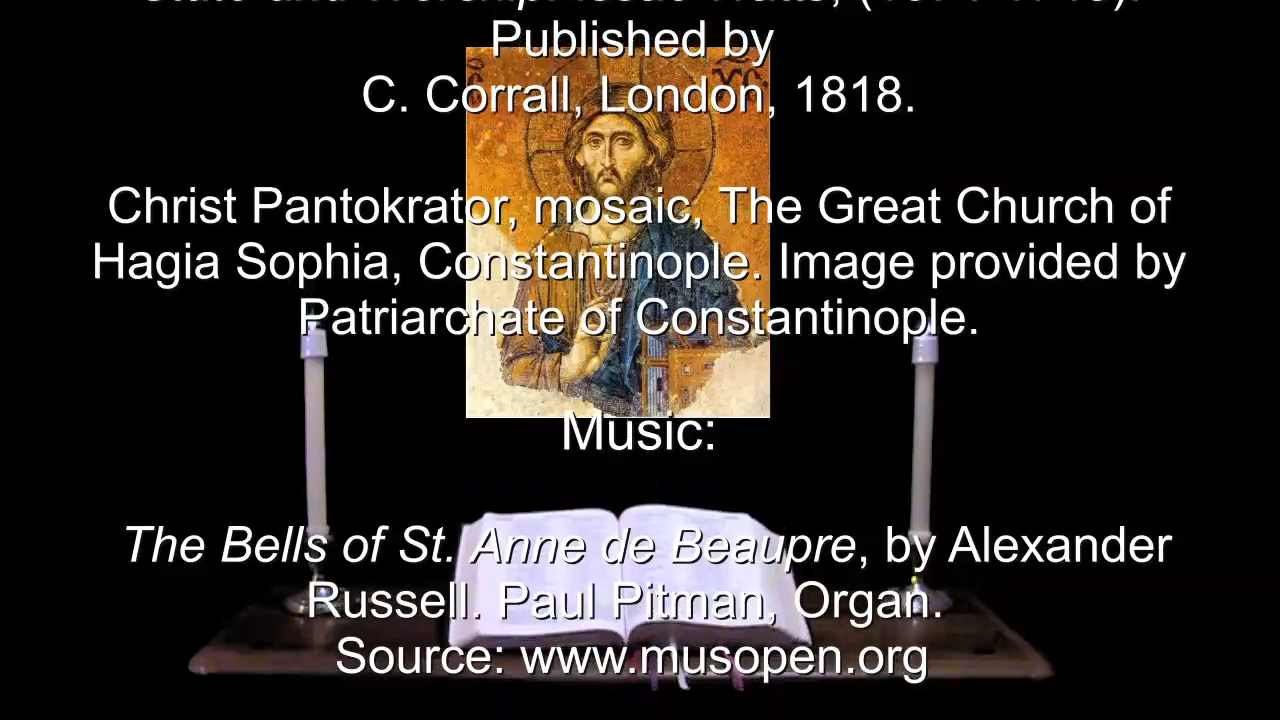 Published by
C. Corrall, London, 1818.
Christ Pantokrator, mosaic, The Great Church of
Hagia Sophia, Constantinople. Image provided by
Patriarchate of Constantinople.
Music:
The Bells of St. Anne de Beaupre, by Alexander
Russell. Paul Pitman, Organ.
Source: www.musopen.org